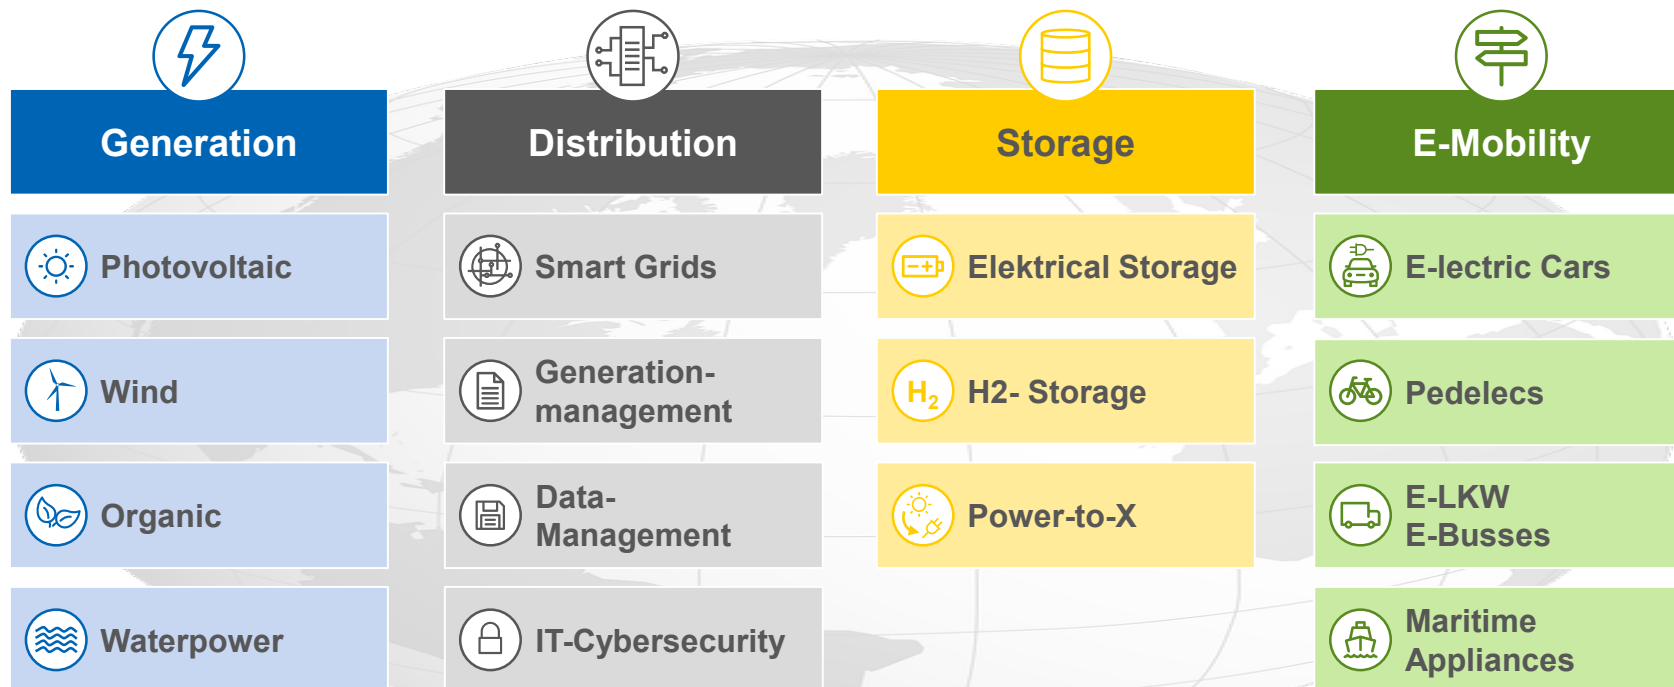 Generation
Photovoltaic
Wind
Organic
Waterpower
Distribution
Smart Grids
Generation-
management
Data-
Management
IT-Cybersecurity
Storage
Elektrical Storage
H2
H2- Storage
Power-to-X
E-Mobility
E-lectric Cars
Pedelecs
E-LKW
E-Busses
Maritime
Appliances